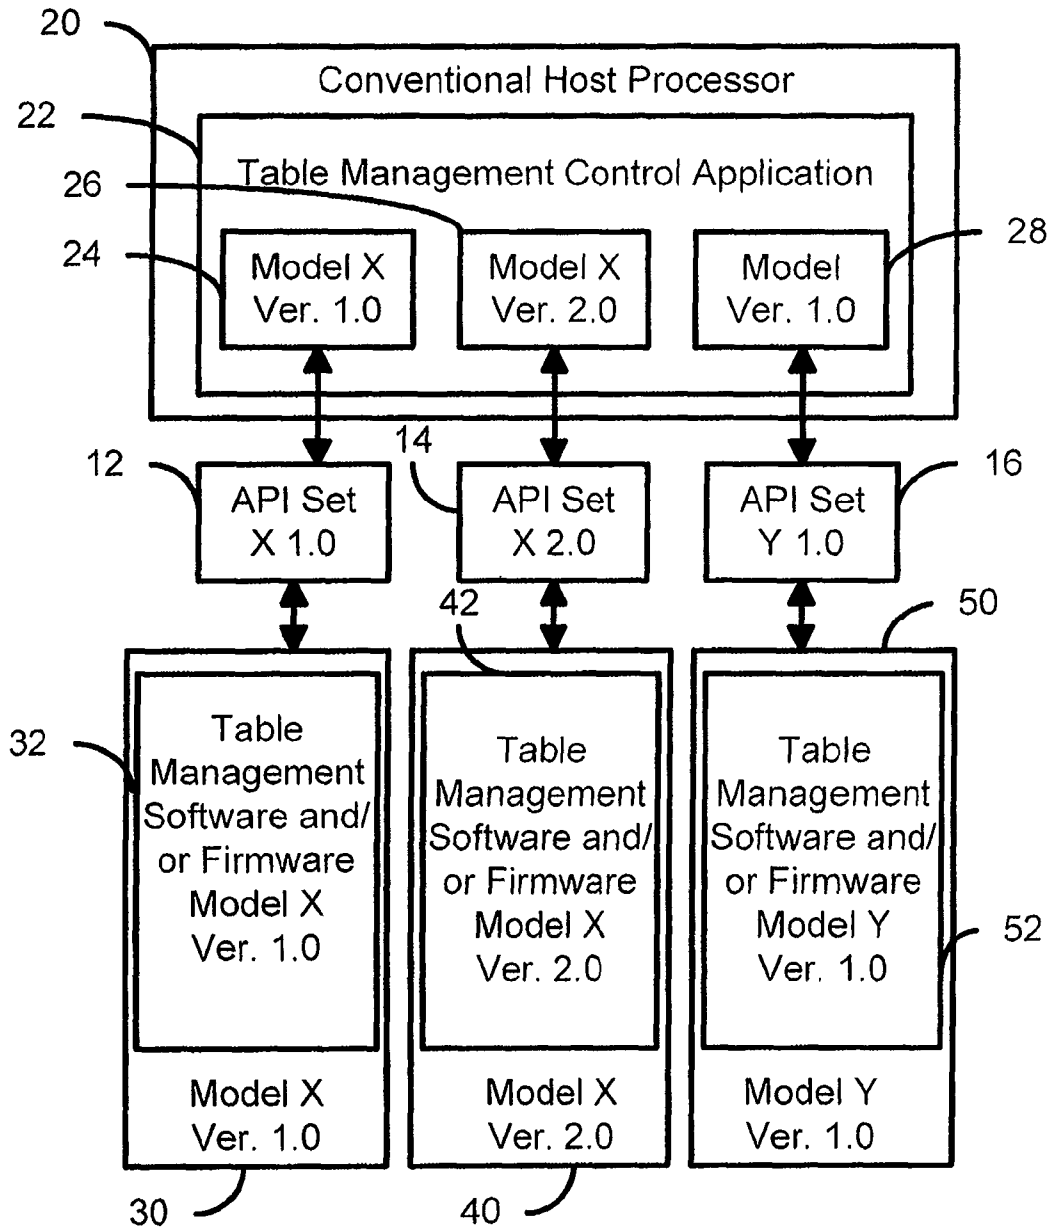 20
Conventional Host Processor
22
Table Management Control Application
26
24
Model X
Ver. 1.0
Model X
Ver. 2.0
Model
Ver. 1.0
28
12
API Set
X 1.0
14
API Set
X 2.0
API Set
Y 1.0
16
42
50
32
Table
Management
Software and/
or Firmware
Model X
Ver. 1.0
Table
Management
Software and/
or Firmware
Model X
Ver. 2.0
Table
Management
Software and/
or Firmware
Model Y
Ver. 1.0
52
Model X
Ver. 1.0
Model X
Ver. 2.0
Model Y
Ver. 1.0
30
40